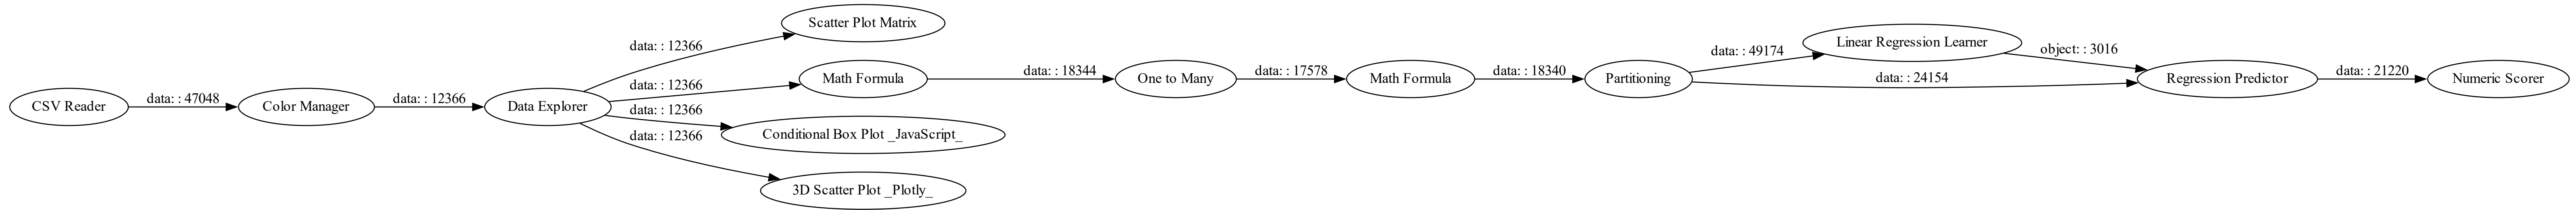 CSV Reader
data: : 47048
Color Manager
data: : 12366
Data Explorer
data: : 12366
Scatter Plot Matrix
data: : 12366
Math Formula
data: : 12366
Conditional Box Plot _JavaScript_
data: : 12366
3D Scatter Plot _Plotly_
data: : 18344
One to Many
data: : 17578
Math Formula
data: : 18340
Partitioning
data: : 49174
Linear Regression Learner
object: : 3016
data: : 24154
Regression Predictor
data: : 21220
Numeric Scorer